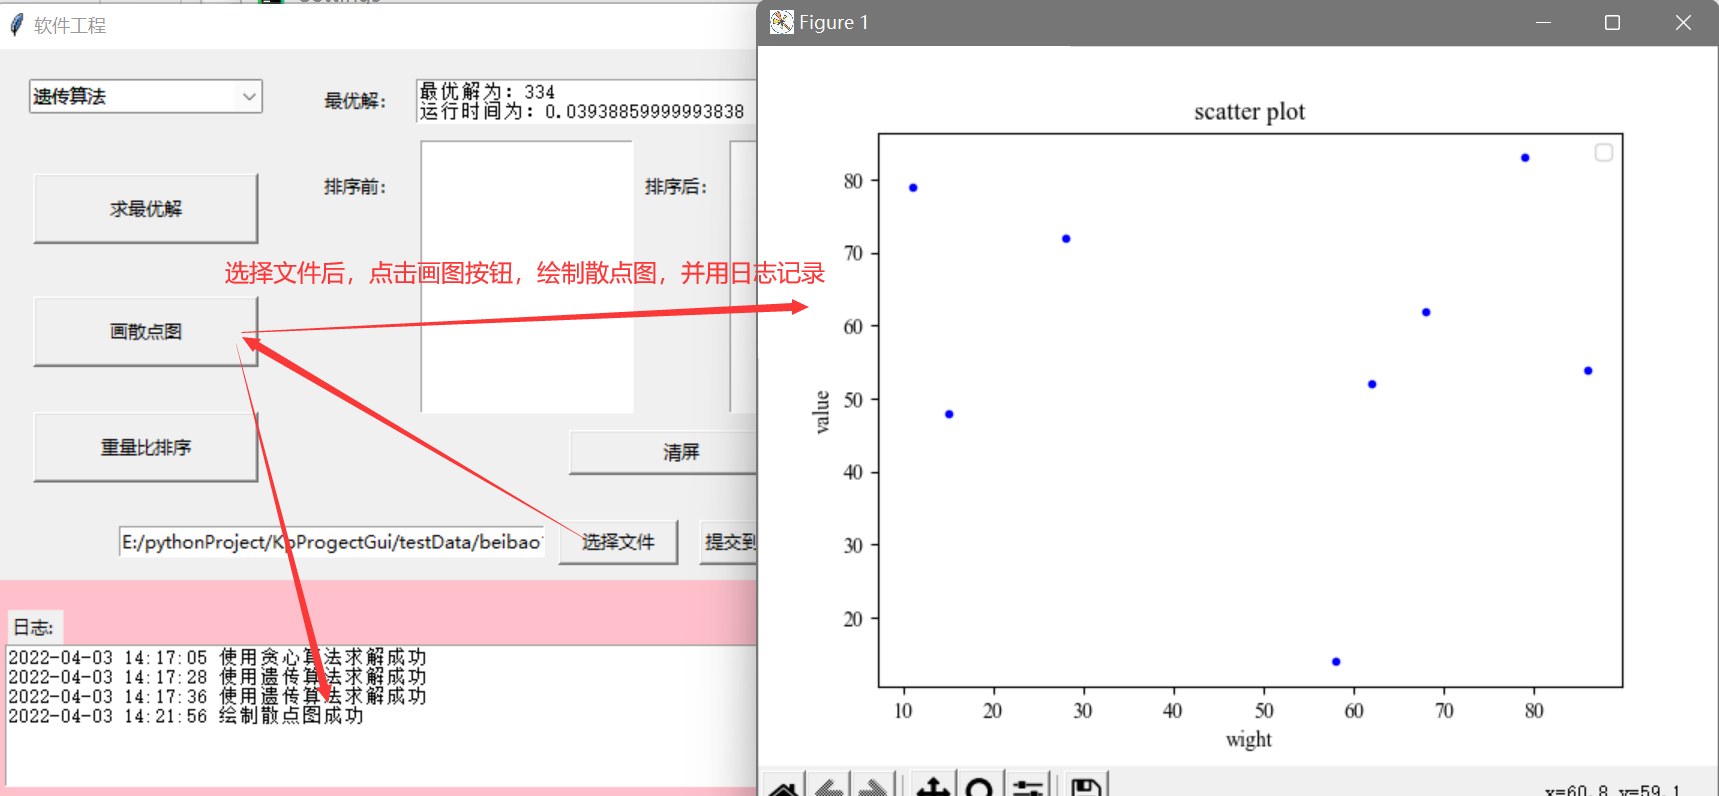 软件工程
遗传算法
最优解：
最优解为：334
运行时间为：0.03938859999993838
求最优解
排序前：
排序后：
选择文件后，点击画图按钮，绘制散点图，并用日志记录
画散点图
重量比排序
清屏
E:/pythonProject/KpProgectGui/testData/beibao
选择文件
提交到
日志:
2022-04-03 14:17:05 使用贪心算法求解成功
2022-04-03 14:17:28 使用遗传算法求解成功
2022-04-03 14:17:36 使用遗传算法求解成功
2022-04-03 14:21:56 绘制散点图成功
Figure 1
scatter plot
80
70
60
50
40
30
20
value
10 20 30 40 50 60 70 80
wight
x=60.8 y=59.1